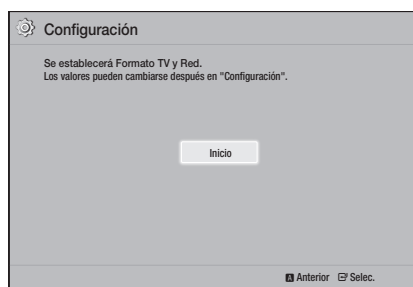 Configuración
Se establecerá Formato TV y Red.
Los valores pueden cambiarse después en "Configuración".
Inicio
A Anterior Selec.